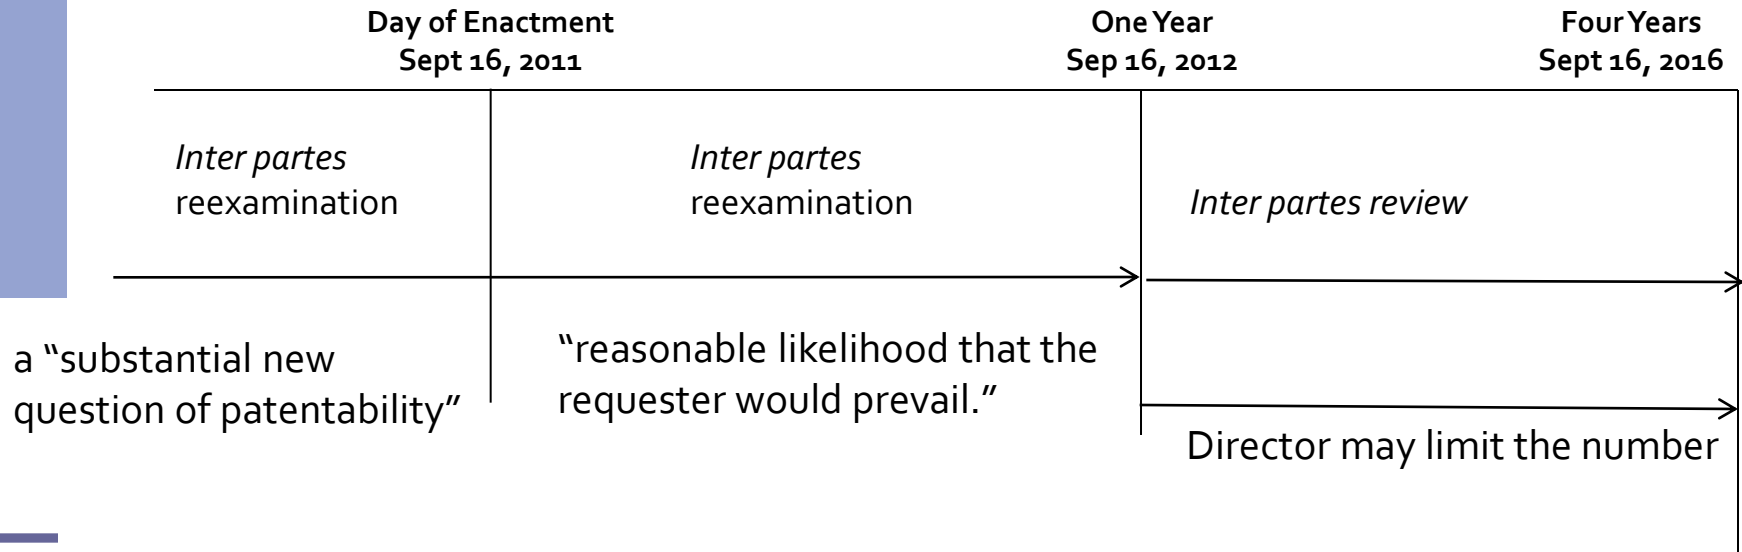 Day of Enactment
Sept 16, 2011
One Year
Sep 16, 2012
Four Years
Sept 16, 2016
Inter partes
reexamination
Inter partes
reexamination
Inter partes review
a “substantial new
question of patentability”
“reasonable likelihood that the
requester would prevail.”
Director may limit the number